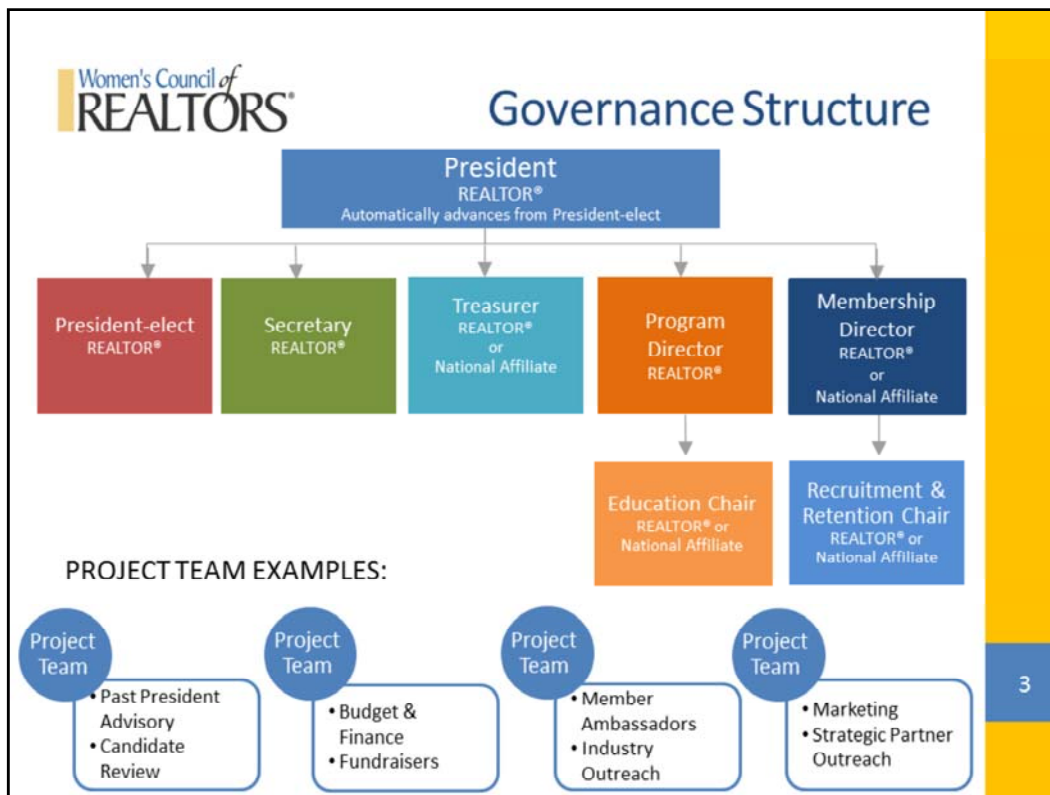 Women's Council of
REALTORS®
Governance Structure
President
REALTOR®
Automatically advances from President-elect
President-elect
REALTOR®
Secretary
REALTOR®
Treasurer
REALTOR®
or
National Affiliate
Program
Director
REALTOR®
Membership
Director
REALTOR®
or
National Affiliate
Education Chair
REALTOR® or
National Affiliate
Recruitment &
Retention Chair
REALTOR® or
National Affiliate
PROJECT TEAM EXAMPLES:
Project
Team
• Past President
Advisory
• Candidate
Review
Project
Team
• Budget &
Finance
• Fundraisers
Project
Team
• Member
Ambassadors
• Industry
Outreach
Project
Team
• Marketing
• Strategic Partner
Outreach
3